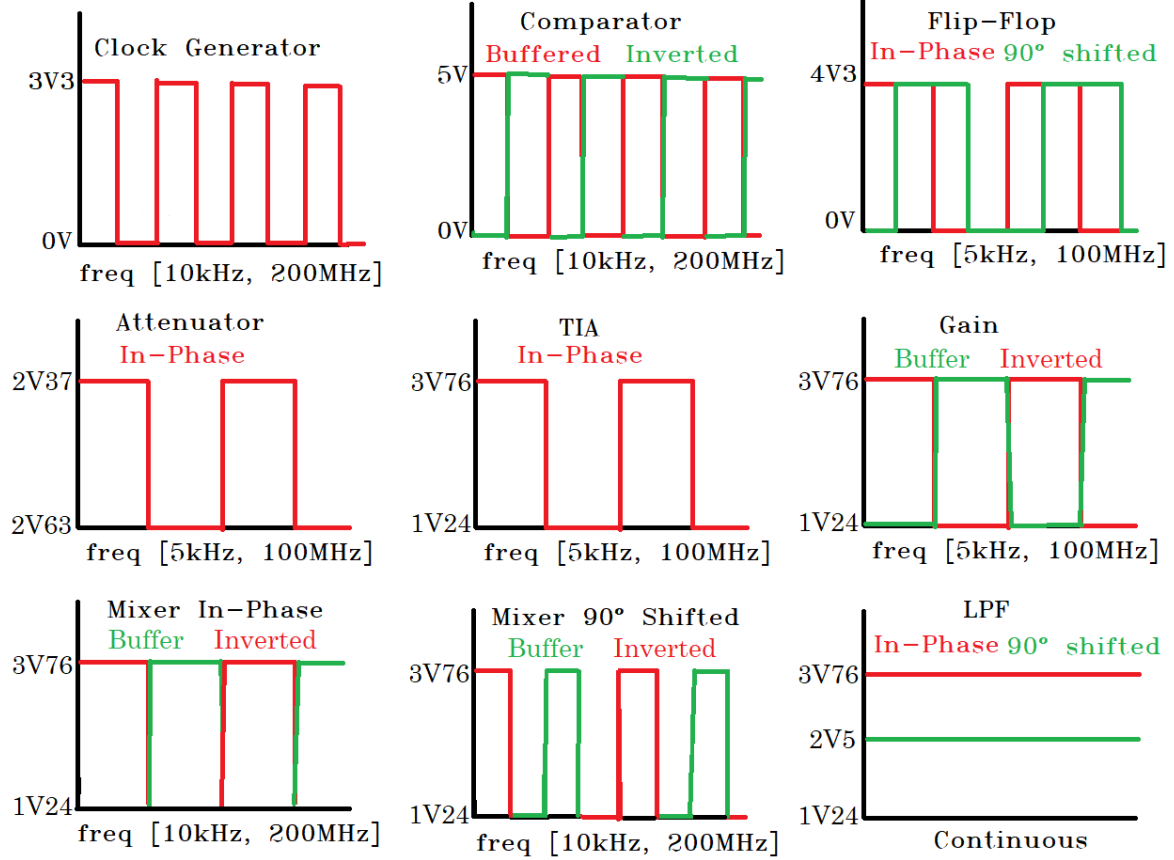 Clock Generator
3V3
0V
freq [10kHz, 200MHz]
Comparator
Buffered Inverted
5V
0V
freq [10kHz, 200MHz]
Flip-Flop
In-Phase 90° shifted
4V3
0V
freq [5kHz, 100MHz]
Attenuator
In-Phase
2V37
2V63
freq [5kHz, 100MHz]
TIA
In-Phase
3V76
1V24
freq [5kHz, 100MHz]
Gain
Buffer Inverted
3V76
1V24
freq [5kHz, 100MHz]
Mixer In-Phase
Buffer Inverted
3V76
1V24
freq [10kHz, 200MHz]
Mixer 90° Shifted
Buffer Inverted
3V76
1V24
freq [10kHz, 200MHz]
LPF
In-Phase 90° shifted
3V76
2V5
1V24
Continuous